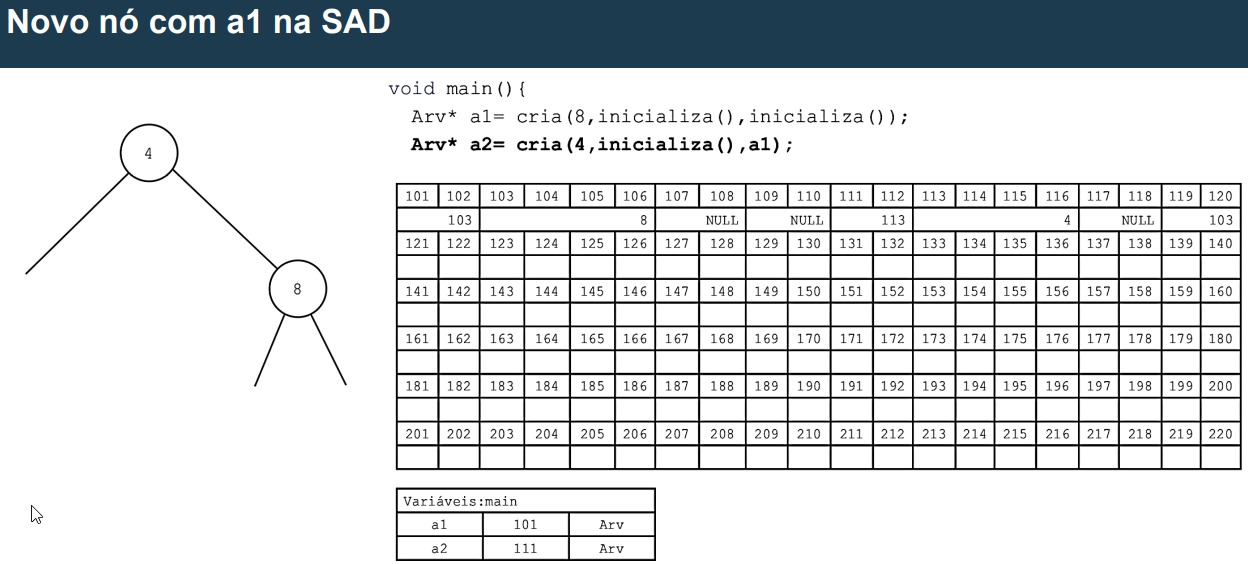 Novo nó com a1 na SAD
void main(){
Arv* a1= cria(8,inicializa(),inicializa());
Arv* a2= cria(4,inicializa(),a1);
4
8
101 102 103 104 105 106 107 108 109 110 111 112 113 114 115 116 117 118 119 120
103 8 NULL NULL 113 4 NULL 103
121 122 123 124 125 126 127 128 129 130 131 132 133 134 135 136 137 138 139 140
141 142 143 144 145 146 147 148 149 150 151 152 153 154 155 156 157 158 159 160
161 162 163 164 165 166 167 168 169 170 171 172 173 174 175 176 177 178 179 180
181 182 183 184 185 186 187 188 189 190 191 192 193 194 195 196 197 198 199 200
201 202 203 204 205 206 207 208 209 210 211 212 213 214 215 216 217 218 219 220
Variáveis:main
a1 101 Arv
a2 111 Arv